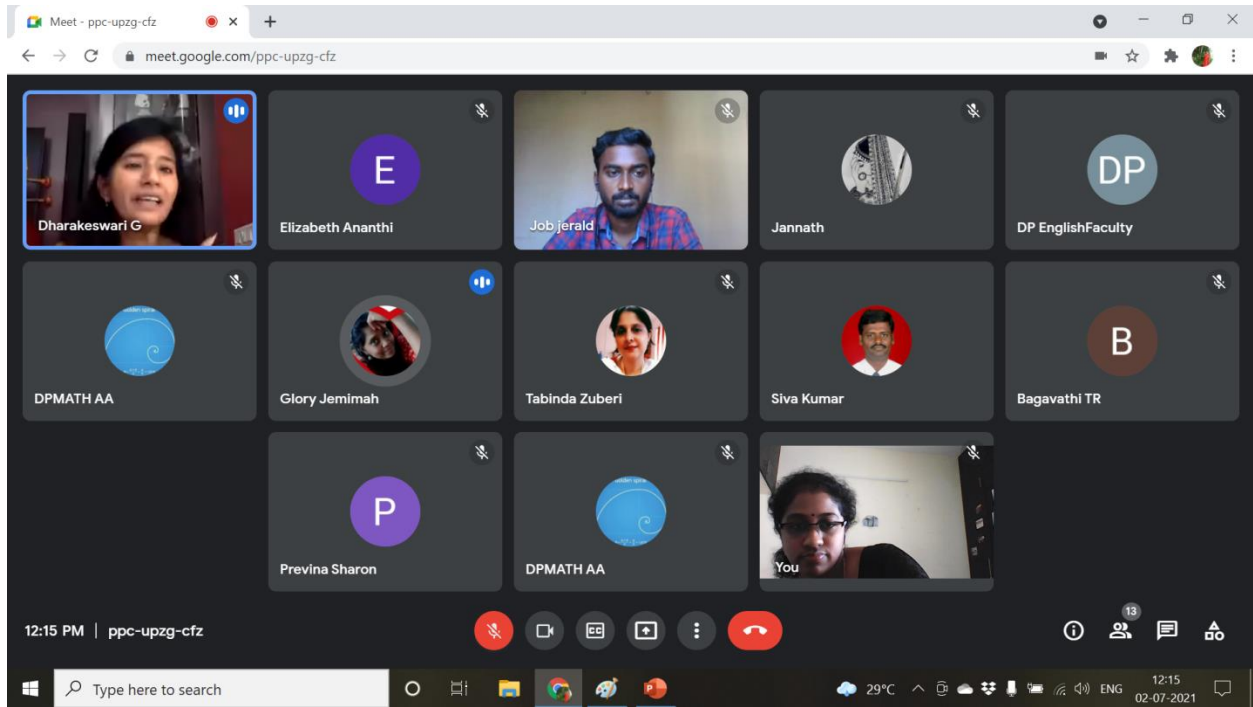 Meet - ppc-upzg-cfz
meet.google.com/ppc-upzg-cfz
Dharakeswari G
E
Elizabeth Ananthi
Job jerald
Jannath
DP
DP EnglishFaculty
DPMATH AA
Glory Jemimah
Tabinda Zuberi
Siva Kumar
B
Bagavathi TR
P
Previna Sharon
DPMATH AA
You
12:15 PM | ppc-upzg-cfz
CC
13
Type here to search
29°C
ENG
12:15
02-07-2021